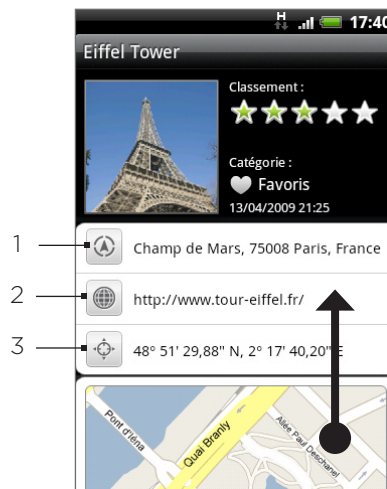 H
17:40
Eiffel Tower
Classement :
Catégorie :
Favoris
13/04/2009 21:25
1
Champ de Mars, 75008 Paris, France
2
http://www.tour-eiffel.fr/
3
48° 51' 29,88" N, 2° 17' 40,20" E
Pont d'Iéna
Quai Branly
Allée Paul Deschanel